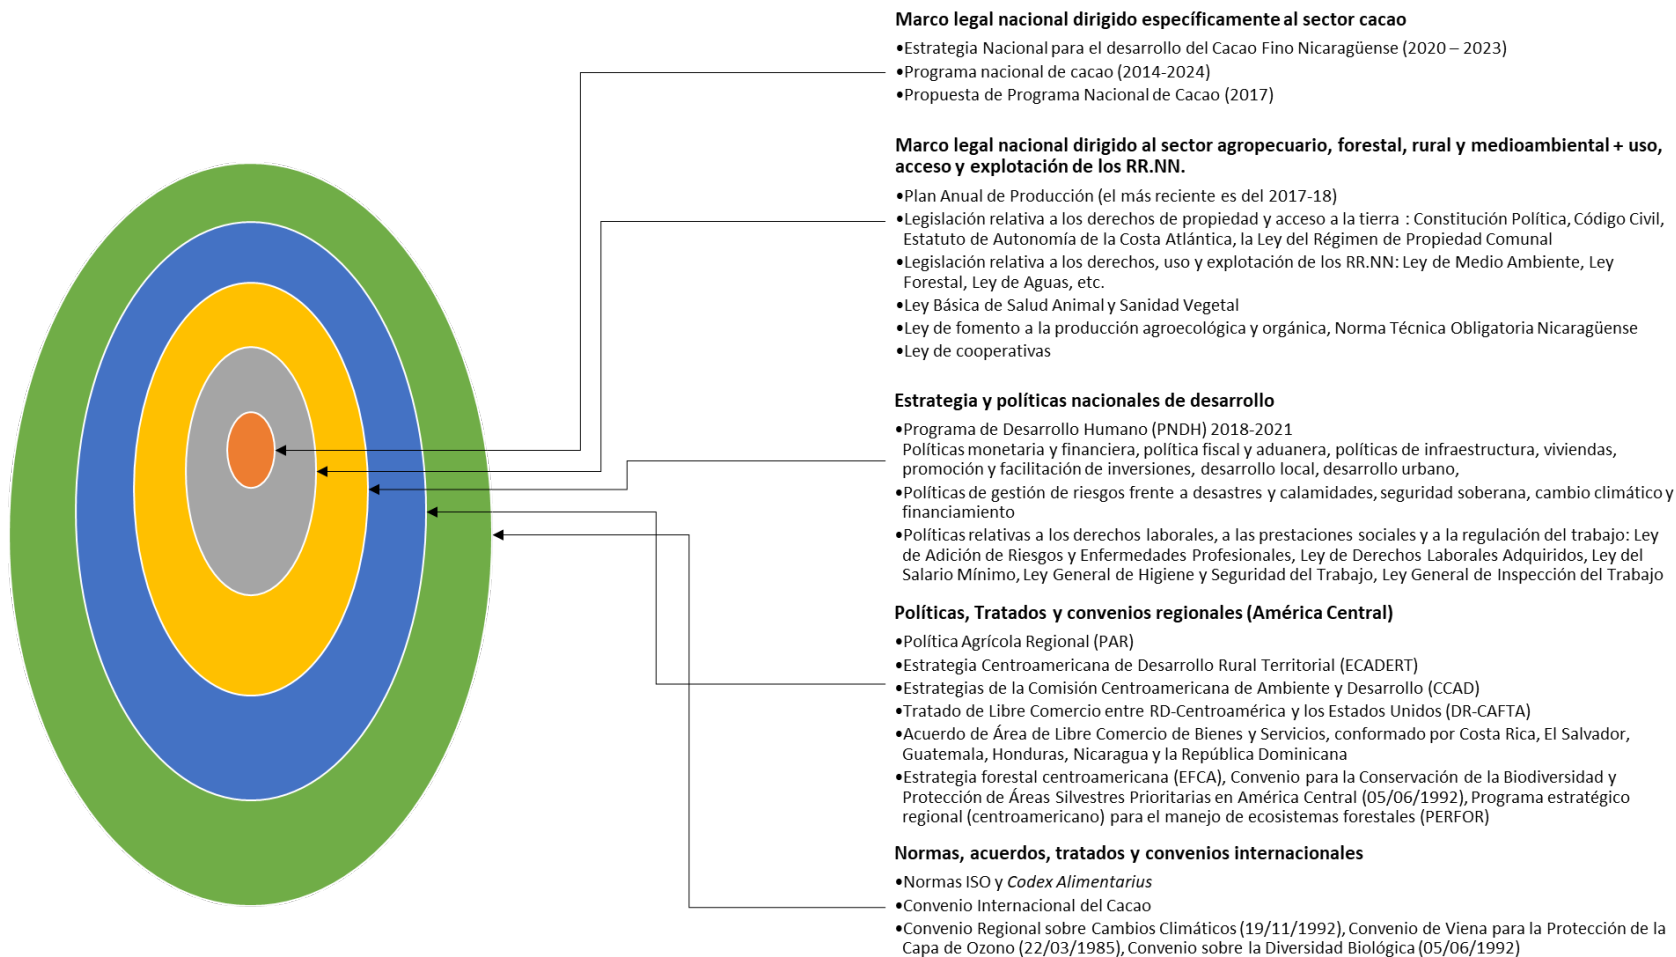 Marco legal nacional dirigido específicamente al sector cacao
•Estrategia Nacional para el desarrollo del Cacao Fino Nicaragüense (2020 – 2023)
•Programa nacional de cacao (2014-2024)
•Propuesta de Programa Nacional de Cacao (2017)
Marco legal nacional dirigido al sector agropecuario, forestal, rural y medioambiental + uso,
acceso y explotación de los RR.NN.
•Plan Anual de Producción (el más reciente es del 2017-18)
•Legislación relativa a los derechos de propiedad y acceso a la tierra : Constitución Política, Código Civil,
Estatuto de Autonomía de la Costa Atlántica, la Ley del Régimen de Propiedad Comunal
•Legislación relativa a los derechos, uso y explotación de los RR.NN: Ley de Medio Ambiente, Ley
Forestal, Ley de Aguas, etc.
•Ley Básica de Salud Animal y Sanidad Vegetal
•Ley de fomento a la producción agroecológica y orgánica, Norma Técnica Obligatoria Nicaragüense
•Ley de cooperativas
Estrategia y políticas nacionales de desarrollo
•Programa de Desarrollo Humano (PNDH) 2018-2021
Políticas monetaria y financiera, política fiscal y aduanera, políticas de infraestructura, viviendas,
promoción y facilitación de inversiones, desarrollo local, desarrollo urbano,
•Políticas de gestión de riesgos frente a desastres y calamidades, seguridad soberana, cambio climático y
financiamiento
•Políticas relativas a los derechos laborales, a las prestaciones sociales y a la regulación del trabajo: Ley
de Adición de Riesgos y Enfermedades Profesionales, Ley de Derechos Laborales Adquiridos, Ley del
Salario Mínimo, Ley General de Higiene y Seguridad del Trabajo, Ley General de Inspección del Trabajo
Políticas, Tratados y convenios regionales (América Central)
•Política Agrícola Regional (PAR)
•Estrategia Centroamericana de Desarrollo Rural Territorial (ECADERT)
•Estrategias de la Comisión Centroamericana de Ambiente y Desarrollo (CCAD)
•Tratado de Libre Comercio entre RD-Centroamérica y los Estados Unidos (DR-CAFTA)
•Acuerdo de Área de Libre Comercio de Bienes y Servicios, conformado por Costa Rica, El Salvador,
Guatemala, Honduras, Nicaragua y la República Dominicana
•Estrategia forestal centroamericana (EFCA), Convenio para la Conservación de la Biodiversidad y
Protección de Áreas Silvestres Prioritarias en América Central (05/06/1992), Programa estratégico
regional (centroamericano) para el manejo de ecosistemas forestales (PERFOR)
Normas, acuerdos, tratados y convenios internacionales
•Normas ISO y Codex Alimentarius
•Convenio Internacional del Cacao
•Convenio Regional sobre Cambios Climáticos (19/11/1992), Convenio de Viena para la Protección de la
Capa de Ozono (22/03/1985), Convenio sobre la Diversidad Biológica (05/06/1992)